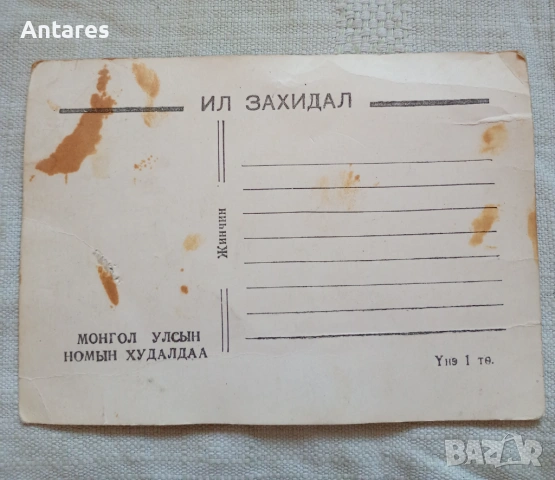 Antares
ИЛ ЗАХИДАЛ
Жинчин
МОНГОЛ УЛСЫН
НОМЫН ХУДАЛДАА
Үнэ 1 тө.
BAZAR